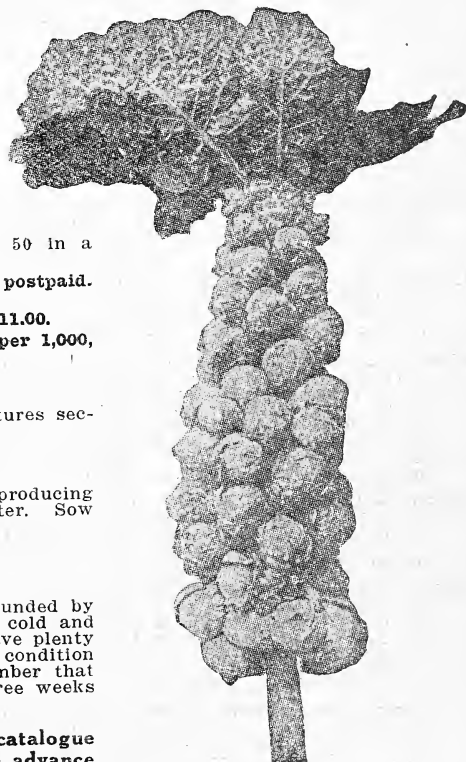 50 in a
postpaid.
11.00.
per 1,000,
tures sec-
producing
ter. Sow
unded by
cold and
ve plenty
condition
mber that
ree weeks
catalogue
advance